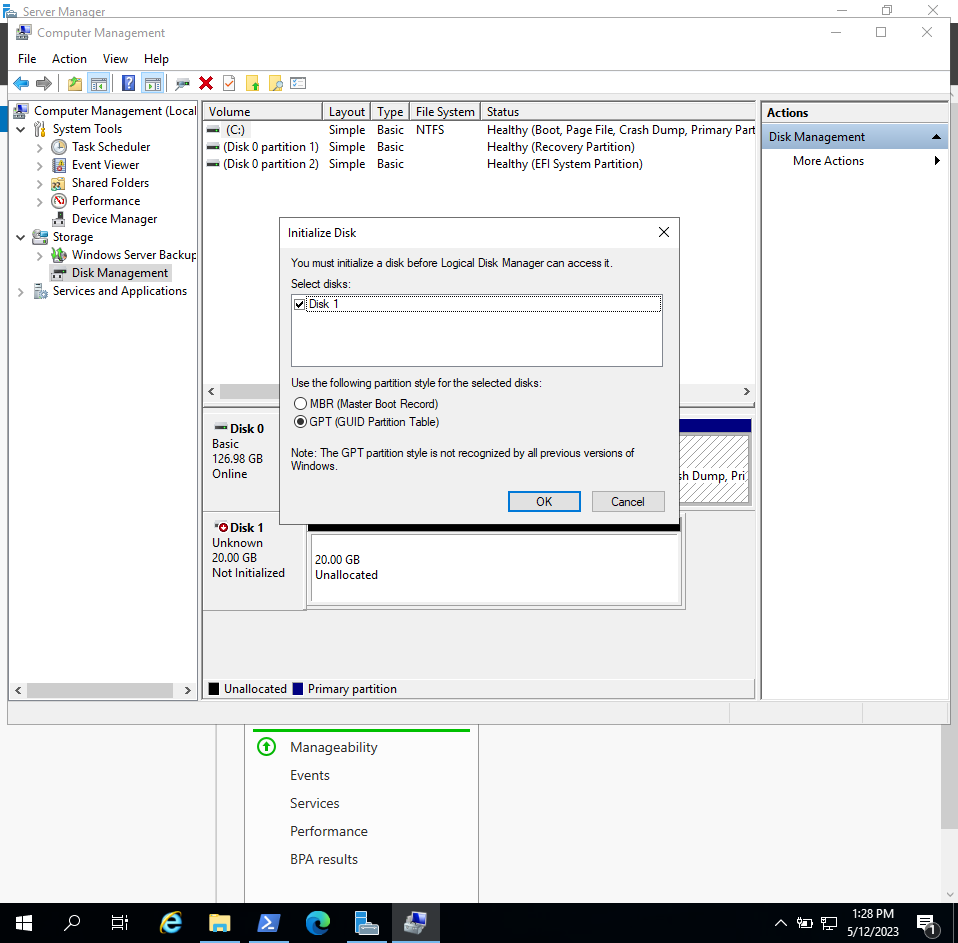 Server Manager
Computer Management
File Action View Help
Computer Management (Local
System Tools
Task Scheduler
Event Viewer
Shared Folders
Performance
Device Manager
Storage
Windows Server Backup
Disk Management
Services and Applications
Volume Layout Type File System Status
(C:) Simple Basic NTFS Healthy (Boot, Page File, Crash Dump, Primary Part
(Disk 0 partition 1) Simple Basic Healthy (Recovery Partition)
(Disk 0 partition 2) Simple Basic Healthy (EFI System Partition)
Actions
Disk Management
More Actions
Initialize Disk
You must initialize a disk before Logical Disk Manager can access it.
Select disks:
Disk 1
Use the following partition style for the selected disks:
MBR (Master Boot Record)
GPT (GUID Partition Table)
Note: The GPT partition style is not recognized by all previous versions of
Windows.
OK Cancel
Disk 0
Basic
126.98 GB
Online
sh Dump, Pri
Disk 1
Unknown
20.00 GB
Not Initialized
20.00 GB
Unallocated
Unallocated Primary partition
Manageability
Events
Services
Performance
BPA results
1:28 PM
5/12/2023
1